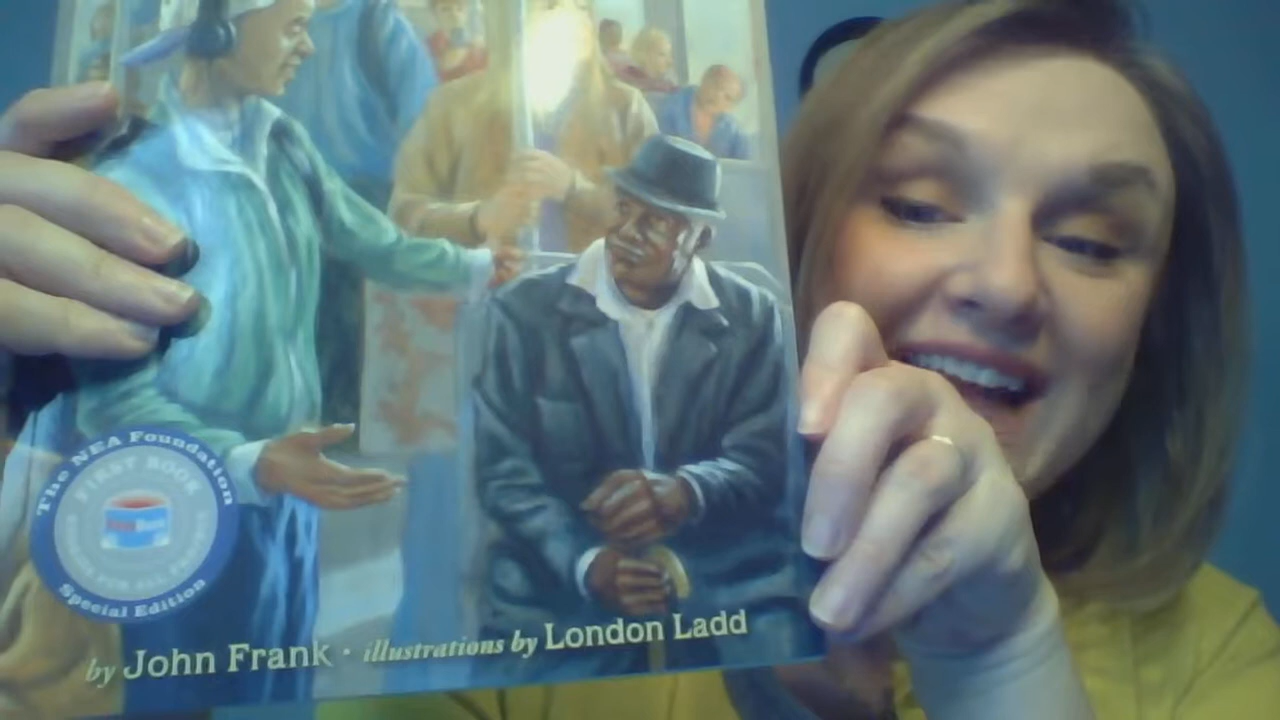 The NEA Foundation
FIRST BOOK
Special Edition
by John Frank · illustrations by London Ladd